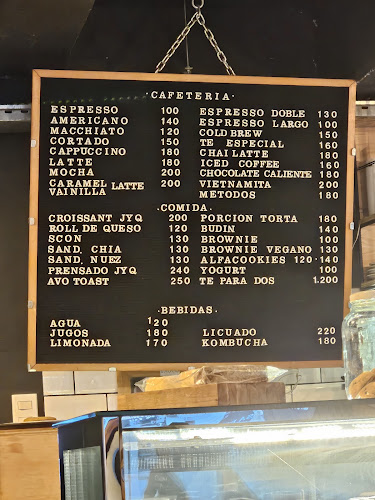 ·CAFETERIA·
ESPRESSO 100
AMERICANO 140
MACCHIATO 120
CORTADO 150
CAPPUCCINO 180
LATTE 180
MOCHA 200
CARAMEL LATTE 200
VAINILLA
ESPRESSO DOBLE 130
ESPRESSO LARGO 100
COLD BREW 150
TE ESPECIAL 160
CHAI LATTE 180
ICED COFFEE 160
CHOCOLATE CALIENTE 180
VIETNAMITA 200
METODOS 180
·COMIDA·
CROISSANT JYQ 200
ROLL DE QUESO 120
SCON 130
SAND, CHIA 130
SAND, NUEZ 130
PRENSADO JYQ 240
AVO TOAST 250
PORCION TORTA 180
BUDIN 140
BROWNIE 100
BROWNIE VEGANO 130
ALFACOOKIES 120·140
YOGURT 100
TE PARA DOS 1.200
·BEBIDAS·
AGUA 120
JUGOS 180
LIMONADA 170
LICUADO 220
KOMBUCHA 180